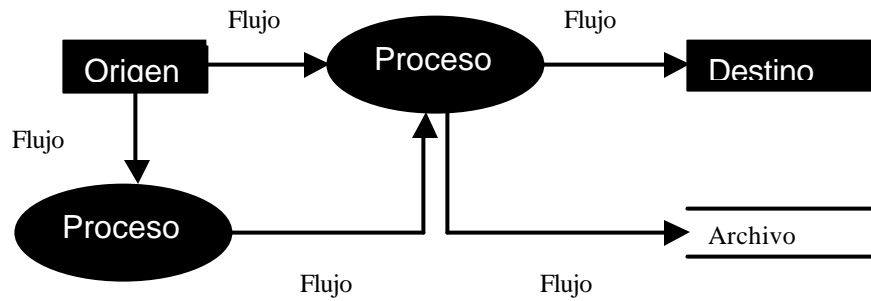 Flujo
Flujo
Origen
Proceso
Destino
Flujo
Proceso
Archivo
Flujo
Flujo